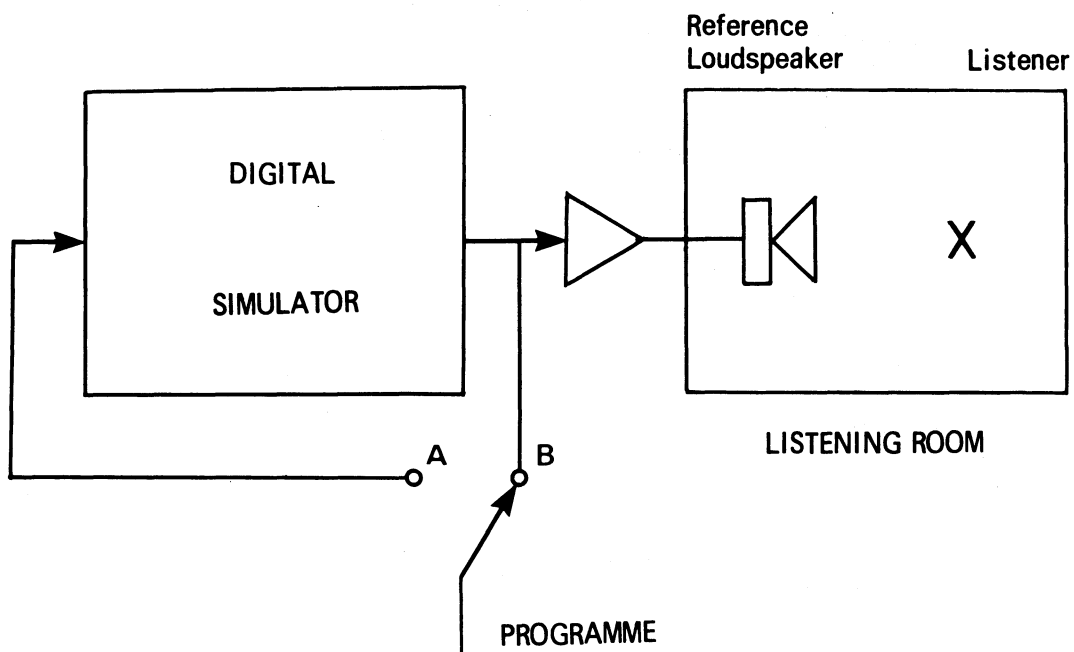 Reference
Loudspeaker
Listener
DIGITAL
SIMULATOR
X
LISTENING ROOM
A
B
PROGRAMME